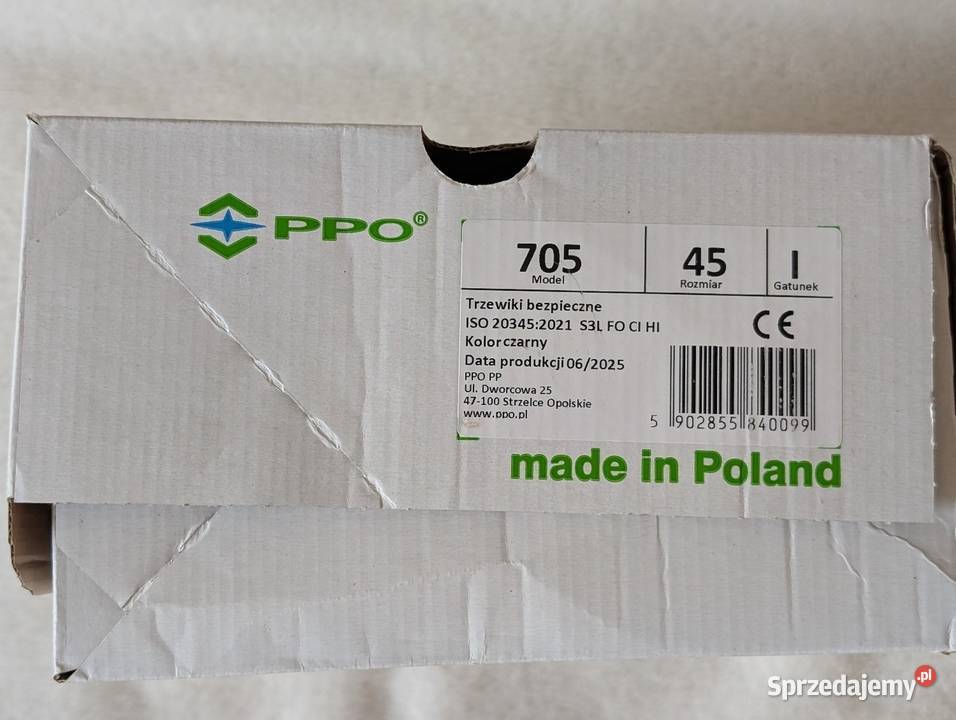 PPO®
705 45 I
Model Rozmiar Gatunek
Trzewiki bezpieczne
ISO 20345:2021 S3L FO CI HI
Kolor czarny
CE
Data produkcji 06/2025
PPO PP
Ul. Dworcowa 25
47-100 Strzelce Opolskie
www.ppo.pl
5 902855 840099
made in Poland
Sprzedajemy.pl